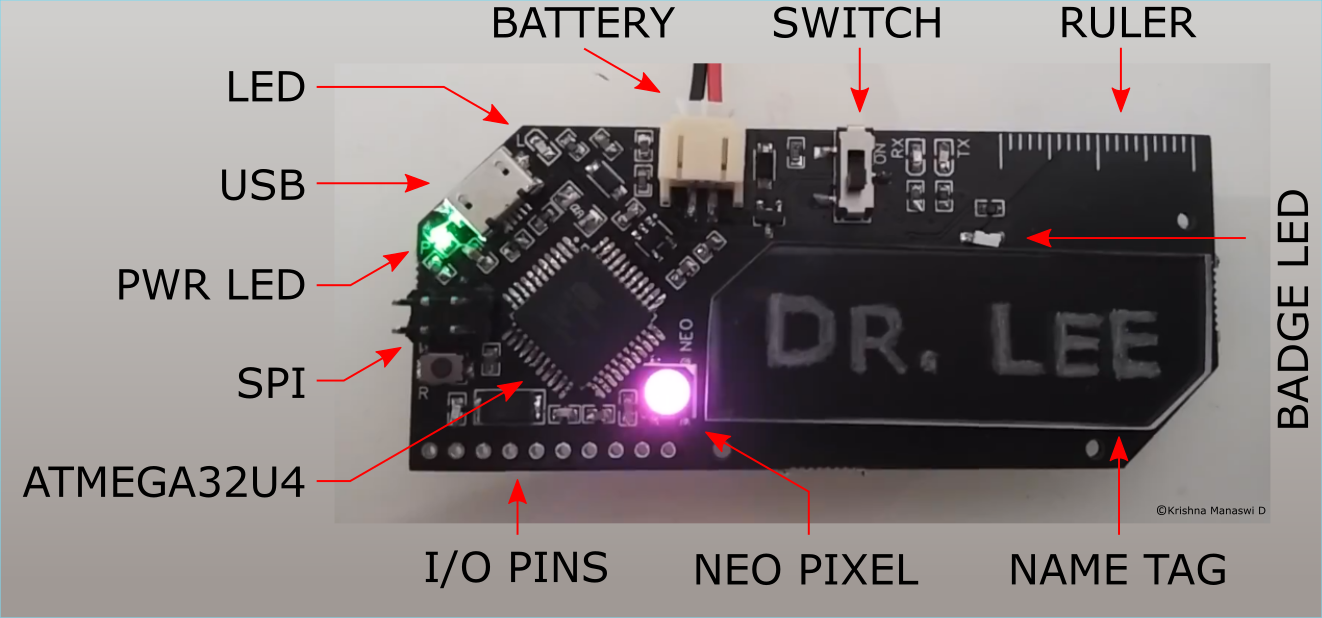 BATTERY
SWITCH
RULER
LED
USB
PWR LED
SPI
ATMEGA32U4
I/O PINS
NEO PIXEL
NAME TAG
BADGE LED
L
RX
TX
ON
NEO
R
DR. LEE
©Krishna Manaswi D